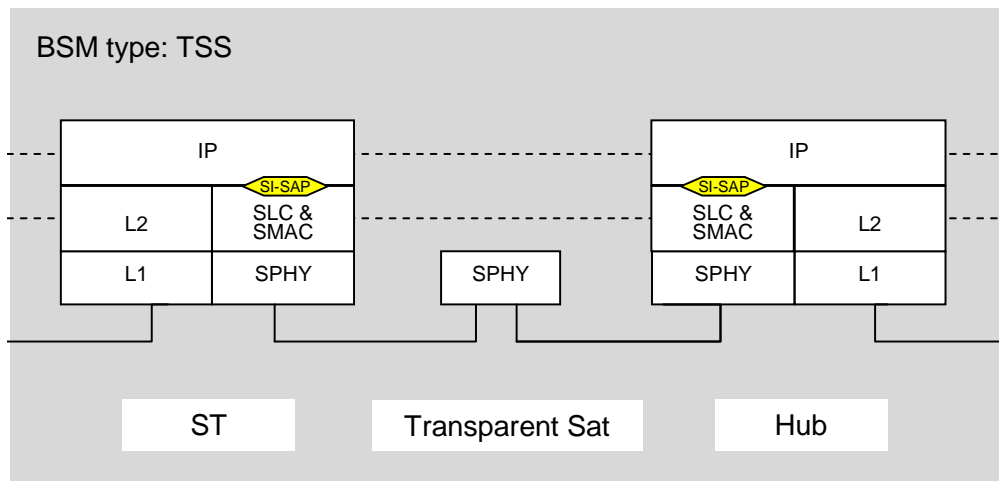 BSM type: TSS
IP
IP
SI-SAP
SI-SAP
L2
SLC &
SMAC
SLC &
SMAC
L2
L1
SPHY
SPHY
SPHY
L1
ST
Transparent Sat
Hub